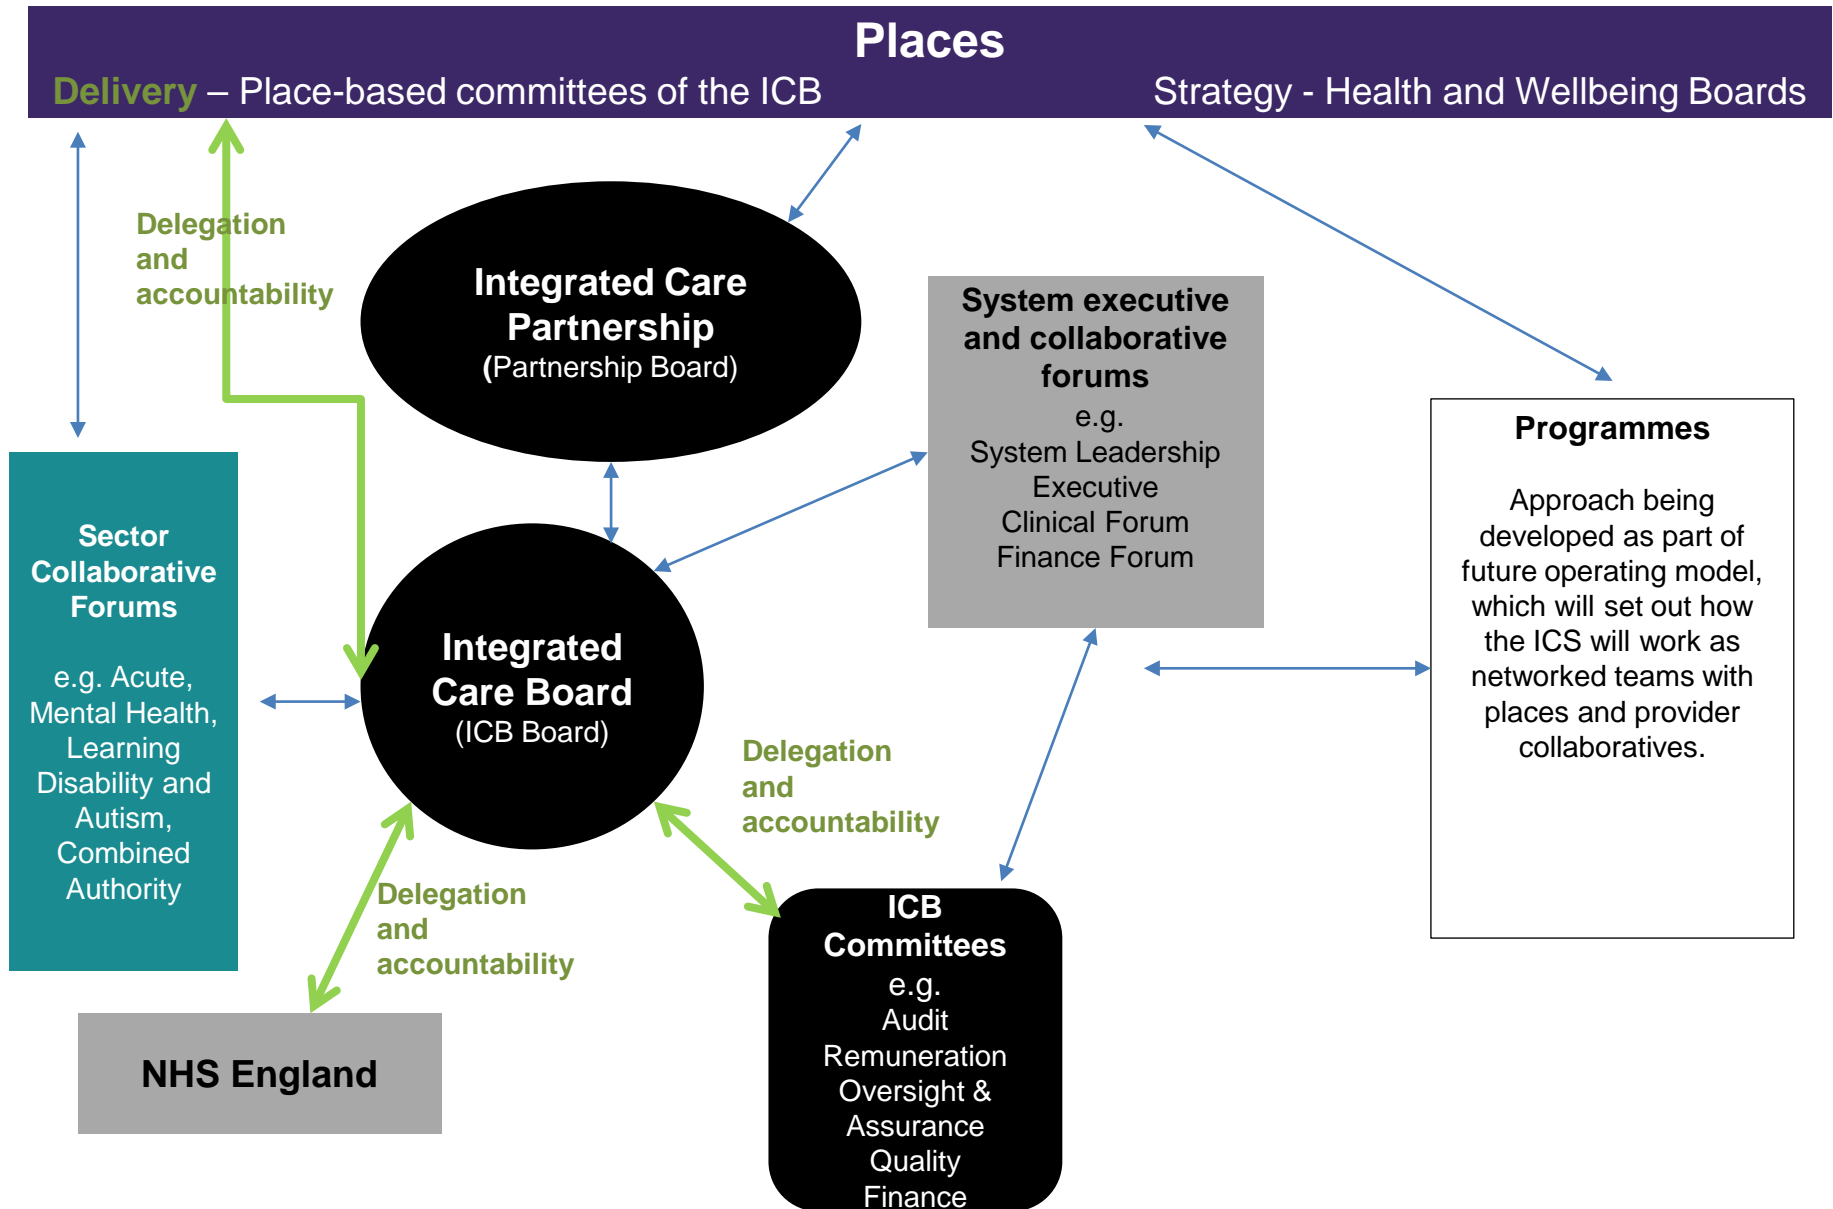 Places
Delivery – Place-based committees of the ICB
Strategy - Health and Wellbeing Boards
Delegation
and
accountability
Integrated Care
Partnership
(Partnership Board)
System executive
and collaborative
forums
e.g.
System Leadership
Executive
Clinical Forum
Finance Forum
Programmes
Approach being
developed as part of
future operating model,
which will set out how
the ICS will work as
networked teams with
places and provider
collaboratives.
Sector
Collaborative
Forums
e.g. Acute,
Mental Health,
Learning
Disability and
Autism,
Combined
Authority
Integrated
Care Board
(ICB Board)
Delegation
and
accountability
Delegation
and
accountability
ICB
Committees
e.g.
Audit
Remuneration
Oversight &
Assurance
Quality
Finance
NHS England